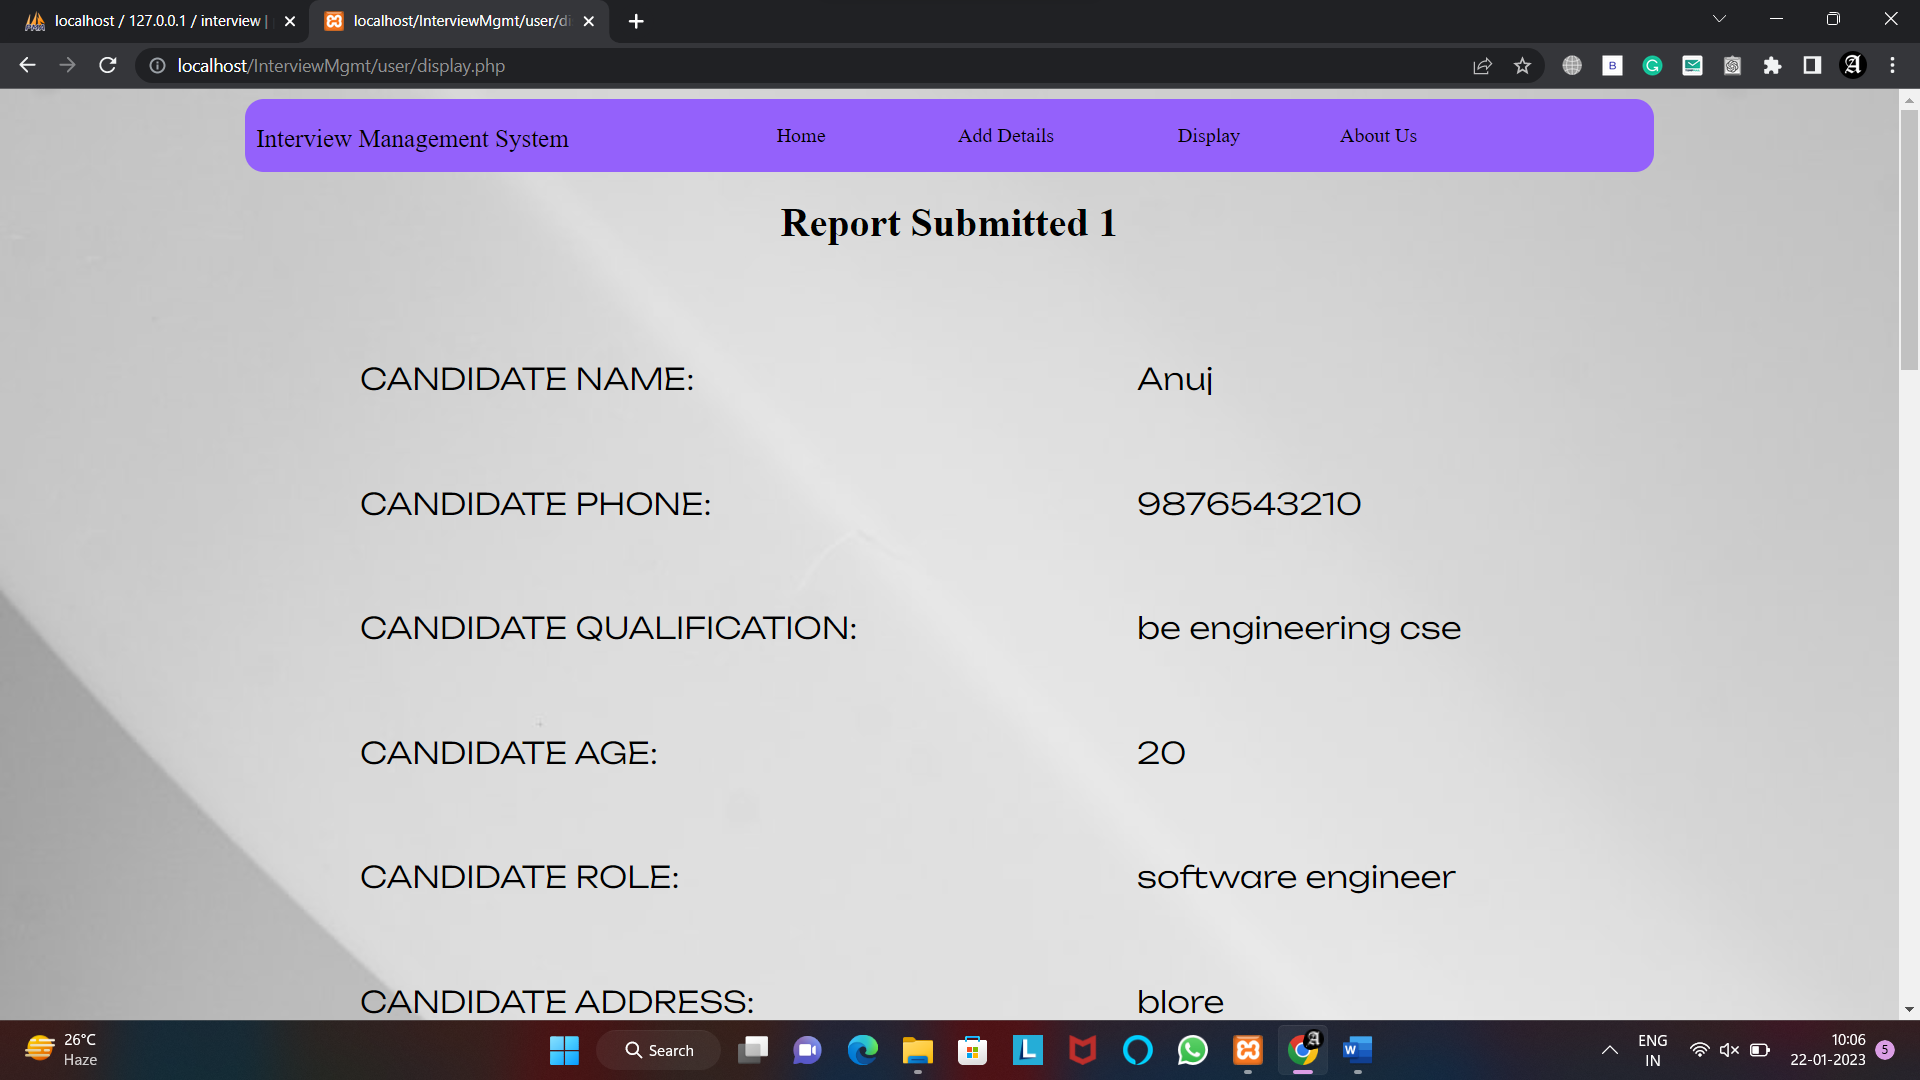 localhost / 127.0.0.1 / interview |
localhost/InterviewMgmt/user/di
localhost/InterviewMgmt/user/display.php
Interview Management System
Home
Add Details
Display
About Us
Report Submitted 1
CANDIDATE NAME: Anuj
CANDIDATE PHONE: 9876543210
CANDIDATE QUALIFICATION: be engineering cse
CANDIDATE AGE: 20
CANDIDATE ROLE: software engineer
CANDIDATE ADDRESS: blore
26°C
Haze
Search
ENG
IN
10:06
22-01-2023
5